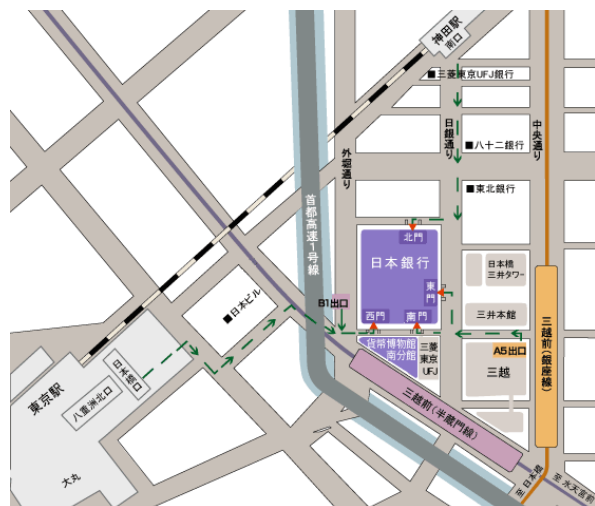 神田駅
南口
■三菱東京UFJ銀行
外堀通り
日銀通り
中央通り
■八十二銀行
■東北銀行
首都高速1号線
北門
日本銀行
東門
日本橋
三井タワー
B1出口
西門
南門
三井本館
■日本ビル
貨幣博物館
南分館
三菱
東京
UFJ
A5出口
三越
三越前(銀座線)
三越前(半蔵門線)
日本橋口
東京駅
八重洲北口
大丸
至日本橋
至水天宮前